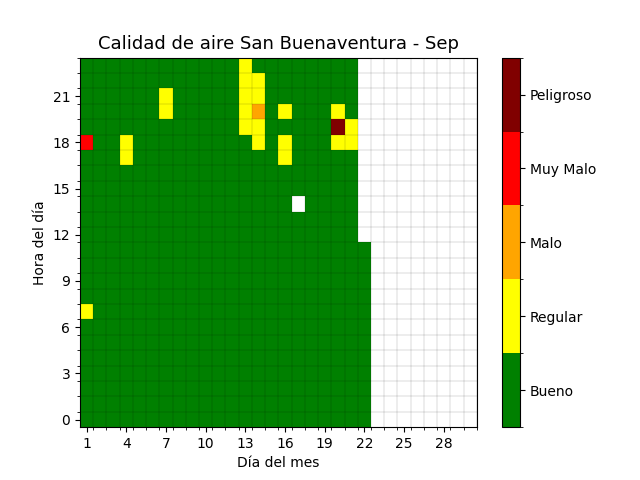 Calidad de aire San Buenaventura - Sep
Hora del día
21
18
15
12
9
6
3
0
1 4 7 10 13 16 19 22 25 28
Día del mes
Peligroso
Muy Malo
Malo
Regular
Bueno